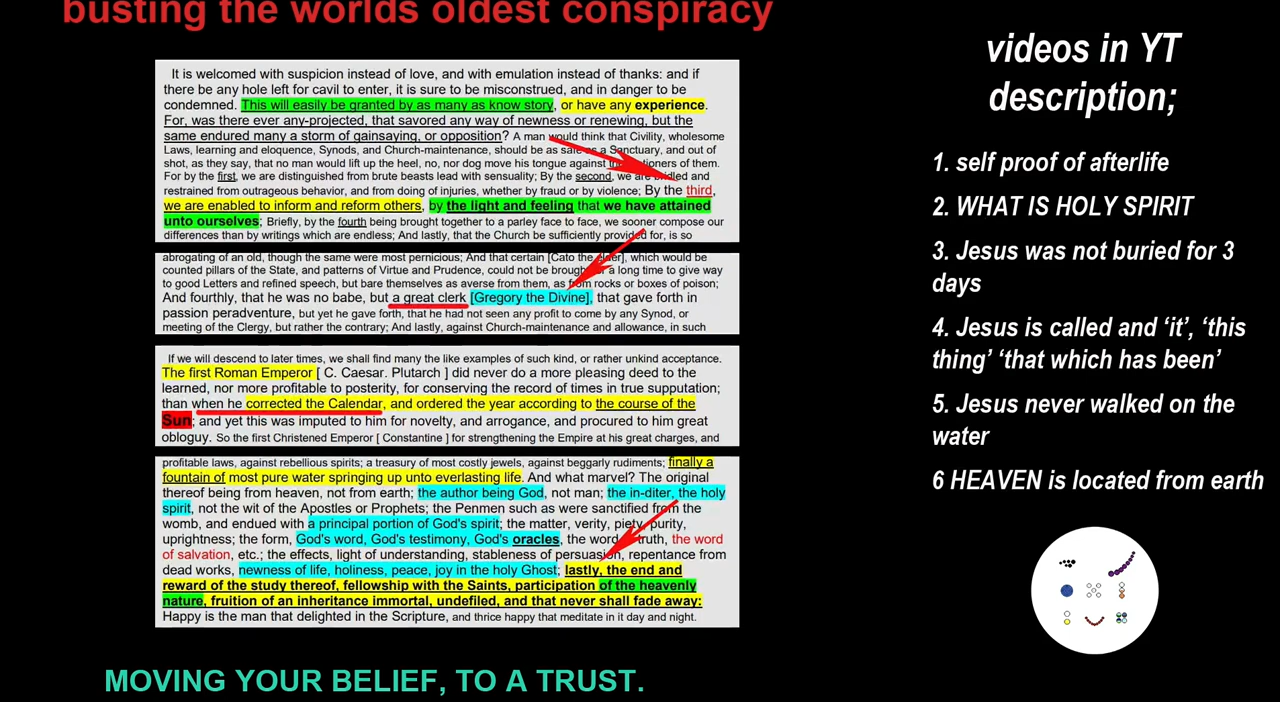 busting the worlds oldest conspiracy
It is welcomed with suspicion instead of love, and with emulation instead of thanks: and if
there be any hole left for cavil to enter, it is sure to be misconstrued, and in danger to be
condemned. This will easily be granted by as many as know story, or have any experience.
For, was there ever any-projected, that savored any way of newness or renewing, but the
same endured many a storm of gainsaying, or opposition? A man would think that Civility, wholesome
Laws, learning and eloquence, Synods, and Church-maintenance, should be as safe as a Sanctuary, and out of
shot, as they say, that no man would lift up the heel, no, nor dog move his tongue against the motioners of them.
For by the first, we are distinguished from brute beasts lead with sensuality; By the second, we are bridled and
restrained from outrageous behavior, and from doing of injuries, whether by fraud or by violence; By the third,
we are enabled to inform and reform others, by the light and feeling that we have attained
unto ourselves; Briefly, by the fourth being brought together to a parley face to face, we sooner compose our
differences than by writings which are endless; And lastly, that the Church be sufficiently provided for, is so
abrogating of an old, though the same were most pernicious; And that certain [Cato the elder], which would be
counted pillars of the State, and patterns of Virtue and Prudence, could not be brought for a long time to give way
to good Letters and refined speech, but bare themselves as averse from them, as from rocks or boxes of poison;
And fourthly, that he was no babe, but a great clerk [Gregory the Divine], that gave forth in
passion peradventure, but yet he gave forth, that he had not seen any profit to come by any Synod, or
meeting of the Clergy, but rather the contrary; And lastly, against Church-maintenance and allowance, in such
If we will descend to later times, we shall find many the like examples of such kind, or rather unkind acceptance.
The first Roman Emperor [ C. Caesar. Plutarch ] did never do a more pleasing deed to the
learned, nor more profitable to posterity, for conserving the record of times in true supputation;
than when he corrected the Calendar, and ordered the year according to the course of the
Sun; and yet this was imputed to him for novelty, and arrogance, and procured to him great
obloquy. So the first Christened Emperor [ Constantine ] for strengthening the Empire at his great charges, and
profitable laws, against rebellious spirits; a treasury of most costly jewels, against beggarly rudiments; finally a
fountain of most pure water springing up unto everlasting life. And what marvel? The original
thereof being from heaven, not from earth; the author being God, not man; the in-diter, the holy
spirit, not the wit of the Apostles or Prophets; the Penmen such as were sanctified from the
womb, and endued with a principal portion of God's spirit; the matter, verity, piety, purity,
uprightness; the form, God's word, God's testimony, God's oracles, the word of truth, the word
of salvation, etc.; the effects, light of understanding, stableness of persuasion, repentance from
dead works, newness of life, holiness, peace, joy in the holy Ghost; lastly, the end and
reward of the study thereof, fellowship with the Saints, participation of the heavenly
nature, fruition of an inheritance immortal, undefiled, and that never shall fade away:
Happy is the man that delighted in the Scripture, and thrice happy that meditate in it day and night.
MOVING YOUR BELIEF, TO A TRUST.
videos in YT
description;
1. self proof of afterlife
2. WHAT IS HOLY SPIRIT
3. Jesus was not buried for 3
days
4. Jesus is called and ‘it’, ‘this
thing’ ‘that which has been’
5. Jesus never walked on the
water
6 HEAVEN is located from earth